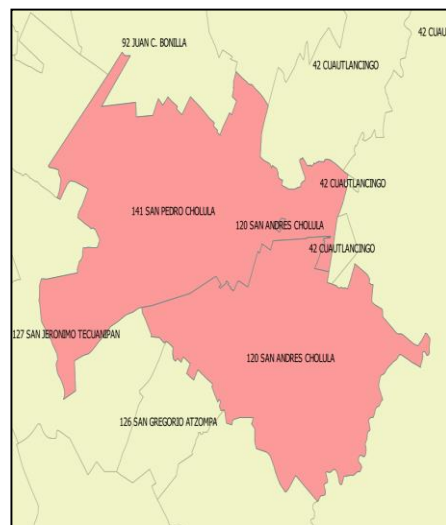 92 JUAN C. BONILLA
42 CUAU
42 CUAUTLANCINGO
42 CUAUTLANCINGO
141 SAN PEDRO CHOLULA
120 SAN ANDRES CHOLULA
42 CUAUTLANCINGO
127 SAN JERONIMO TECUANIPAN
120 SAN ANDRES CHOLULA
126 SAN GREGORIO ATZOMPA